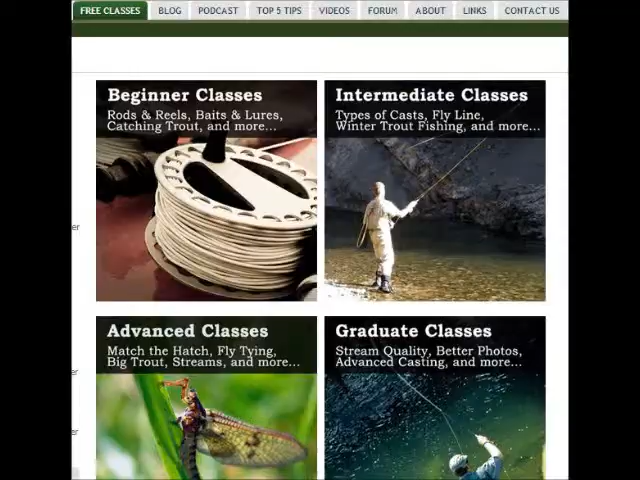 FREE CLASSES BLOG PODCAST TOP 5 TIPS VIDEOS FORUM ABOUT LINKS CONTACT US
Beginner Classes
Rods & Reels, Baits & Lures,
Catching Trout, and more...
Intermediate Classes
Types of Casts, Fly Line,
Winter Trout Fishing, and more...
er
Advanced Classes
Match the Hatch, Fly Tying,
Big Trout, Streams, and more...
Graduate Classes
Stream Quality, Better Photos,
Advanced Casting, and more...
er
er